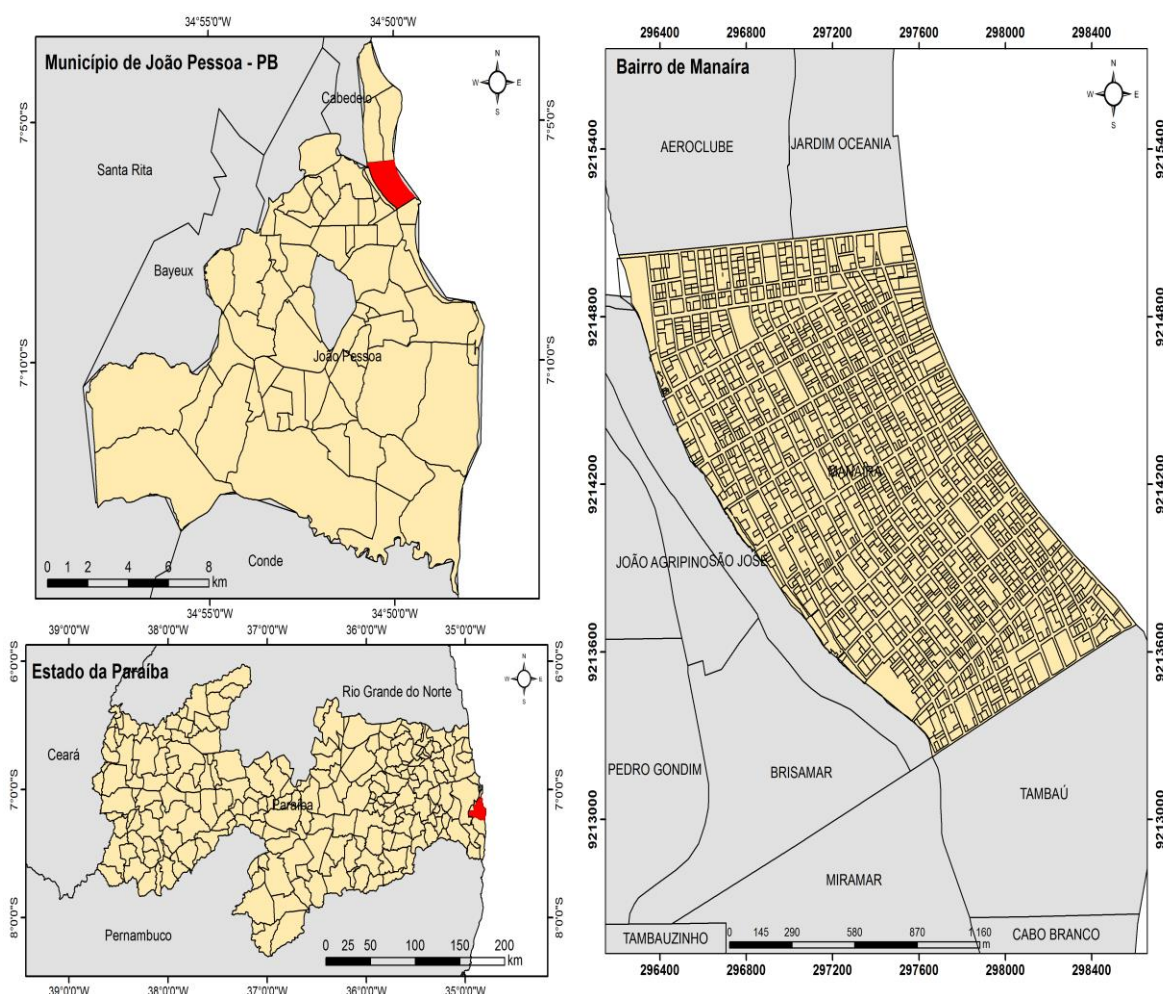 34°55'0"W 34°50'0"W
Município de João Pessoa - PB
N
W E
S
Cabedelo
7°5'0"S 7°5'0"S
Santa Rita
Bayeux
João Pessoa
7°10'0"S 7°10'0"S
Conde
0 1 2 4 6 8
km
34°55'0"W 34°50'0"W
39°0'0"W 38°0'0"W 37°0'0"W 36°0'0"W 35°0'0"W
Estado da Paraíba
N
W E
S
6°0'0"S 6°0'0"S
Rio Grande do Norte
Ceará
7°0'0"S 7°0'0"S
Paraíba
8°0'0"S 8°0'0"S
Pernambuco
0 25 50 100 150 200
km
39°0'0"W 38°0'0"W 37°0'0"W 36°0'0"W 35°0'0"W
296400 296800 297200 297600 298000 298400
Bairro de Manaíra
N
W E
S
9215400 9215400
AEROCLUBE JARDIM OCEANIA
9214800 9214800
MANAÍRA
9214200 9214200
JOÃO AGRIPINO SÃO JOSÉ
9213600 9213600
PEDRO GONDIM BRISAMAR
TAMBAÚ
9213000 9213000
MIRAMAR
TAMBAUZINHO
0 145 290 580 870 1.160
m
CABO BRANCO
296400 296800 297200 297600 298000 298400